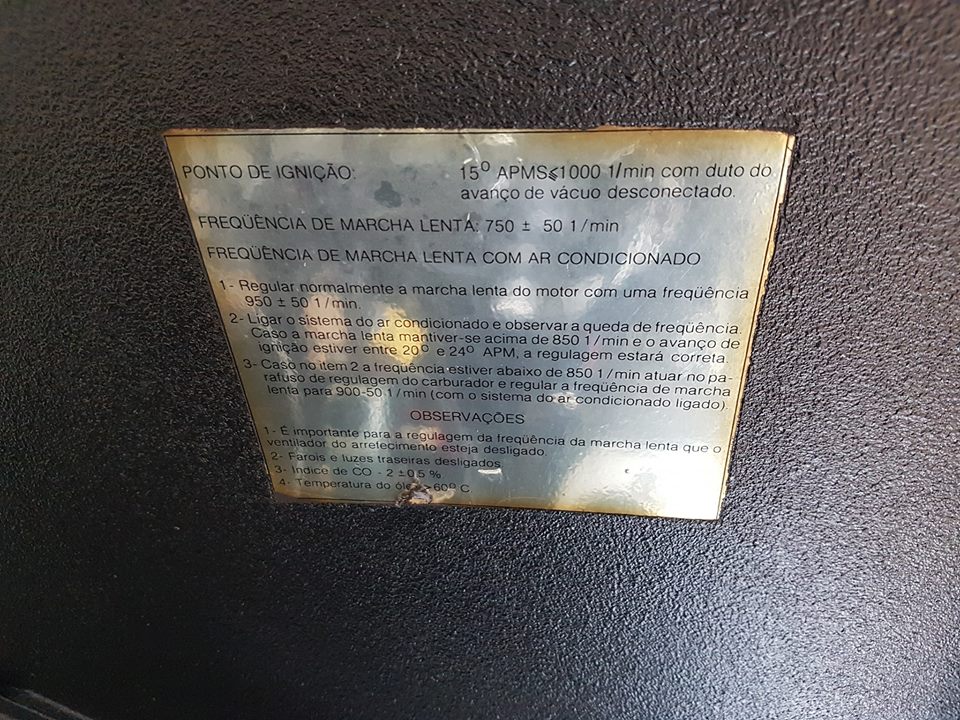 PONTO DE IGNIÇÃO: 15º APMS⩽1000 1/min com duto do
avanço de vácuo desconectado.
FREQÜÊNCIA DE MARCHA LENTA: 750 ± 50 1/min
FREQÜÊNCIA DE MARCHA LENTA COM AR CONDICIONADO
1- Regular normalmente a marcha lenta do motor com uma freqüência
950 ± 50 1/min.
2- Ligar o sistema do ar condicionado e observar a queda de freqüência.
Caso a marcha lenta mantiver-se acima de 850 1/min e o avanço de
ignição estiver entre 20º e 24º APM, a regulagem estará correta.
3- Caso no item 2 a freqüência estiver abaixo de 850 1/min atuar no pa-
rafuso de regulagem do carburador e regular a freqüência de marcha
lenta para 900-50 1/min (com o sistema do ar condicionado ligado).
OBSERVAÇÕES
1- É importante para a regulagem da freqüência da marcha lenta que o
ventilador do arrefecimento esteja desligado.
2- Farois e luzes traseiras desligados
3- Indice de CO - 2 ± 0,5 %
4- Temperatura do 60º C.